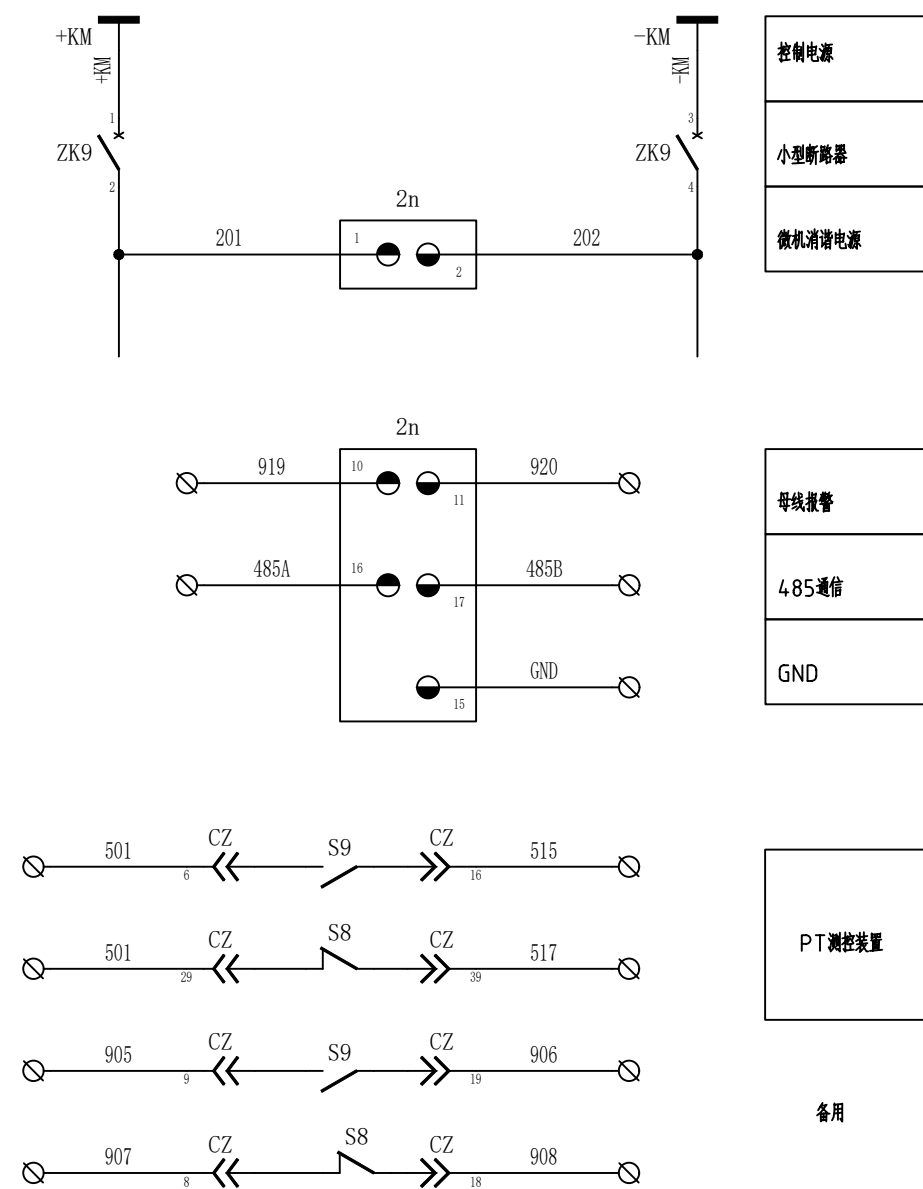 +KM
+KM
-KM
-KM
控制电源
1
3
ZK9
ZK9
小型断路器
2
4
2n
201
1
202
2
微机消谐电源
2n
919
10
920
11
母线报警
485A
16
485B
17
485通信
GND
15
GND
501
CZ
S9
CZ
515
6
16
501
CZ
S8
CZ
517
29
39
PT测控装置
905
CZ
S9
CZ
906
9
19
备用
907
CZ
S8
CZ
908
8
18